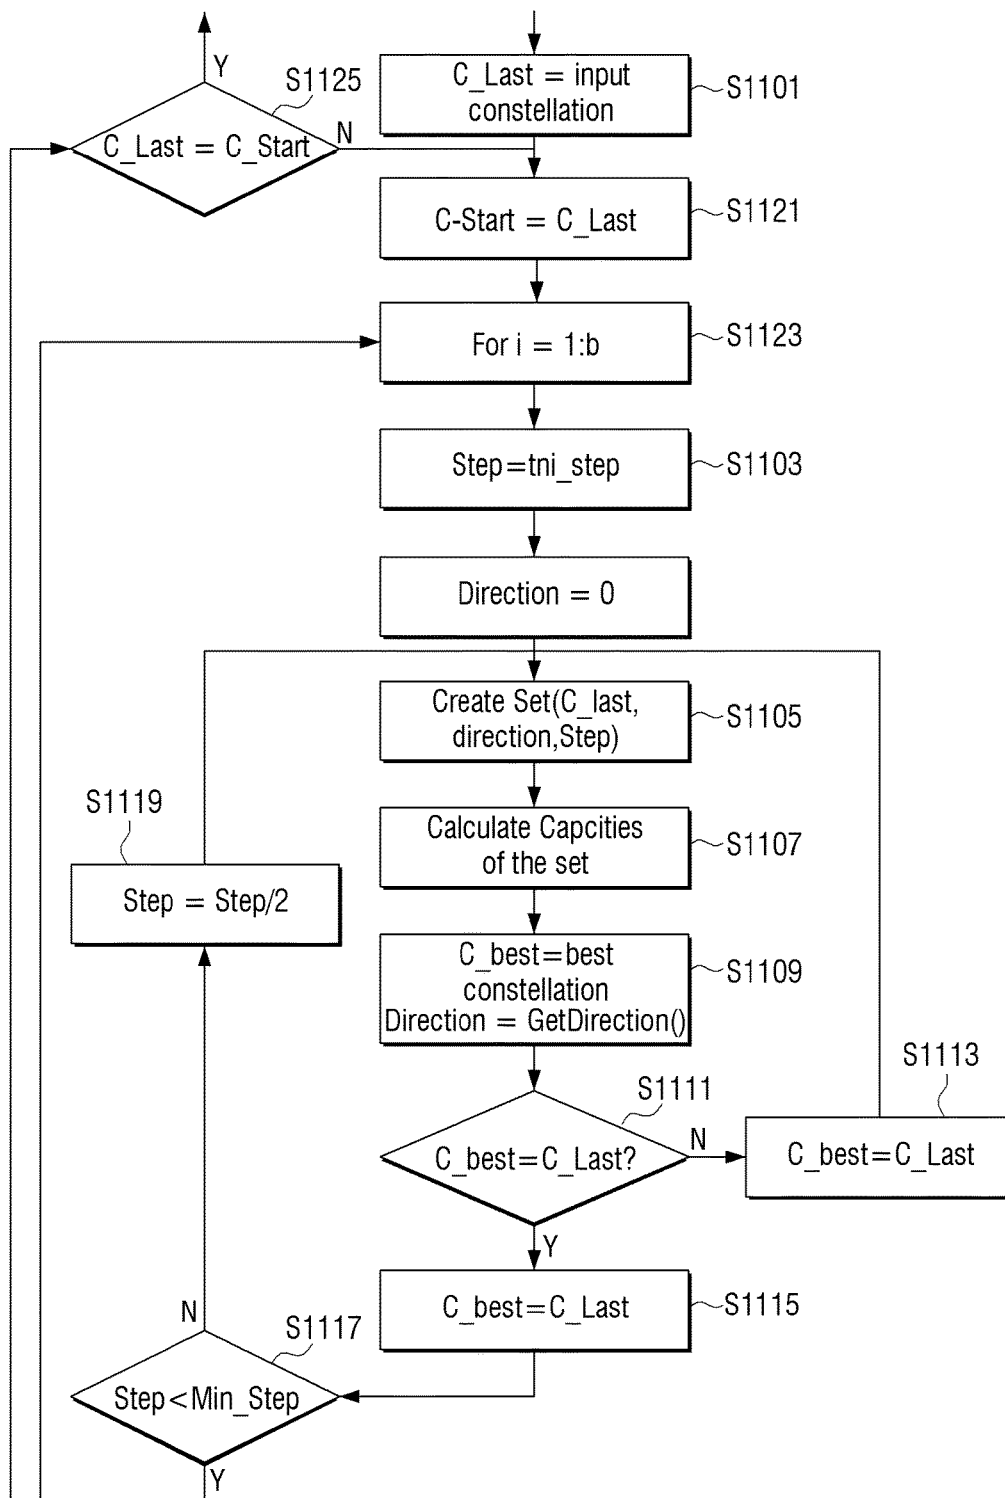 Y
S1125
C_Last = C_Start
N
C_Last = input
constellation
S1101
C-Start = C_Last
S1121
For i = 1:b
S1123
Step=tni_step
S1103
Direction = 0
Create Set(C_last,
direction,Step)
S1105
Calculate Capcities
of the set
S1107
S1119
Step = Step/2
C_best=best
constellation
Direction = GetDirection()
S1109
S1111
C_best=C_Last?
N
S1113
C_best=C_Last
Y
C_best=C_Last
S1115
N
S1117
Step<Min_Step
Y